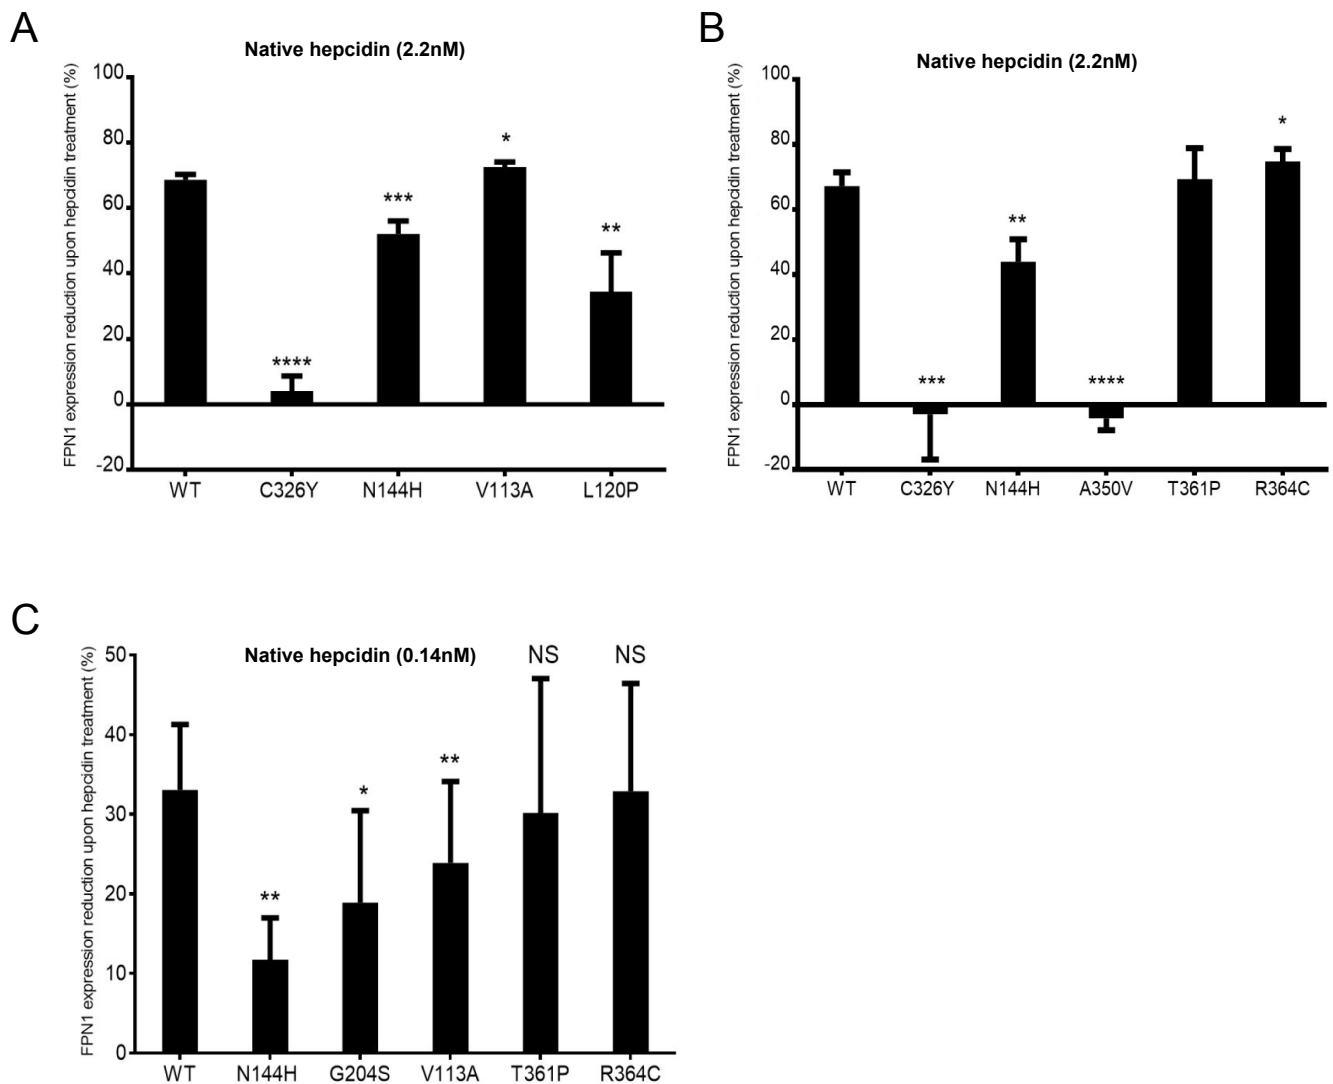 A
Native hepcidin (2.2nM)
FPN1 expression reduction upon hepcidin treatment (%)
100
80
60
40
20
0
-20
*
***
**
****
WT C326Y N144H V113A L120P
B
Native hepcidin (2.2nM)
FPN1 expression reduction upon hepcidin treatment (%)
100
80
60
40
20
0
-20
*
**
***
****
WT C326Y N144H A350V T361P R364C
C
Native hepcidin (0.14nM)
FPN1 expression reduction upon hepcidin treatment (%)
50
40
30
20
10
0
NS NS
**
*
**
WT N144H G204S V113A T361P R364C